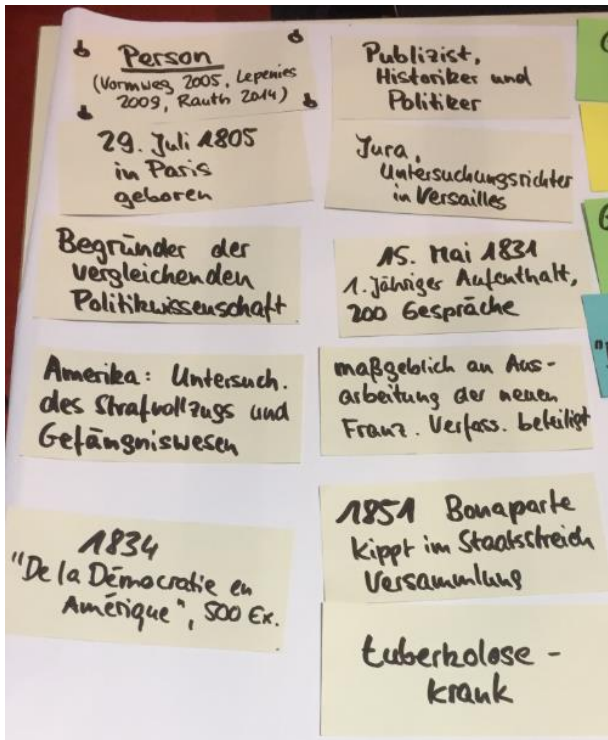 Person
(Vormweg 2005, Lepenies
2009, Rauth 2014)
29. Juli 1805
in Paris
geboren
Begründer der
vergleichenden
Politikwissenschaft
Amerika: Untersuch.
des Strafvollzugs und
Gefängniswesen
1834
"De la Démocratie en
Amérique", 500 Ex.
Publizist,
Historiker und
Politiker
Jura,
Untersuchungsrichter
in Versailles
15. Mai 1831
1. Jähriger Aufenthalt,
200 Gespräche
maßgeblich an Aus-
arbeitung der neuen
Franz. Verfass. beteiligt
1851 Bonaparte
kippt im Staatsstreich
Versammlung
tuberkolose-
krank